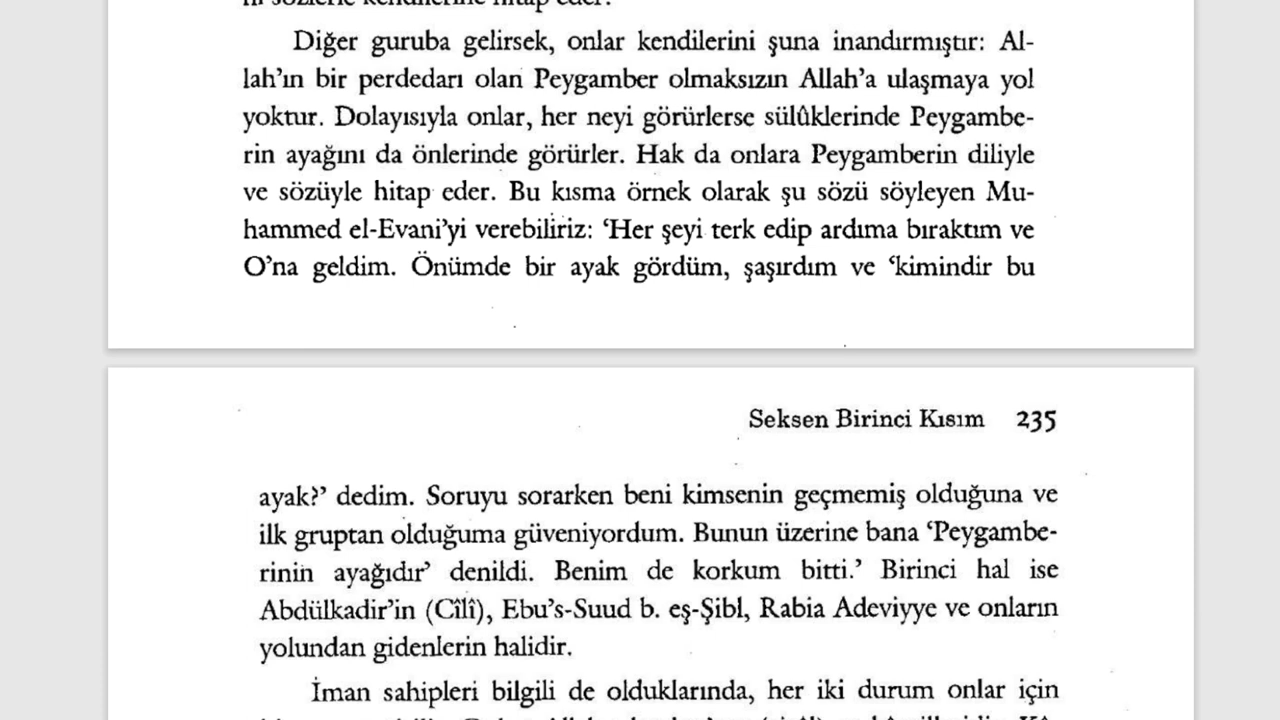 Diğer guruba gelirsek, onlar kendilerini şuna inandırmıştır: Al-
lah’ın bir perdedarı olan Peygamber olmaksızın Allah’a ulaşmaya yol
yoktur. Dolayısıyla onlar, her neyi görürlerse sülûklerinde Peygambe-
rin ayağını da önlerinde görürler. Hak da onlara Peygamberin diliyle
ve sözüyle hitap eder. Bu kısma örnek olarak şu sözü söyleyen Mu-
hammed el-Evani’yi verebiliriz: ‘Her şeyi terk edip ardıma bıraktım ve
O’na geldim. Önümde bir ayak gördüm, şaşırdım ve ‘kimindir bu
Seksen Birinci Kısım 235
ayak?’ dedim. Soruyu sorarken beni kimsenin geçmemiş olduğuna ve
ilk gruptan olduğuma güveniyordum. Bunun üzerine bana ‘Peygambe-
rinin ayağıdır’ denildi. Benim de korkum bitti.’ Birinci hal ise
Abdülkadir’in (Cîlî), Ebu’s-Suud b. eş-Şibl, Rabia Adeviyye ve onların
yolundan gidenlerin halidir.
İman sahipleri bilgili de olduklarında, her iki durum onlar için